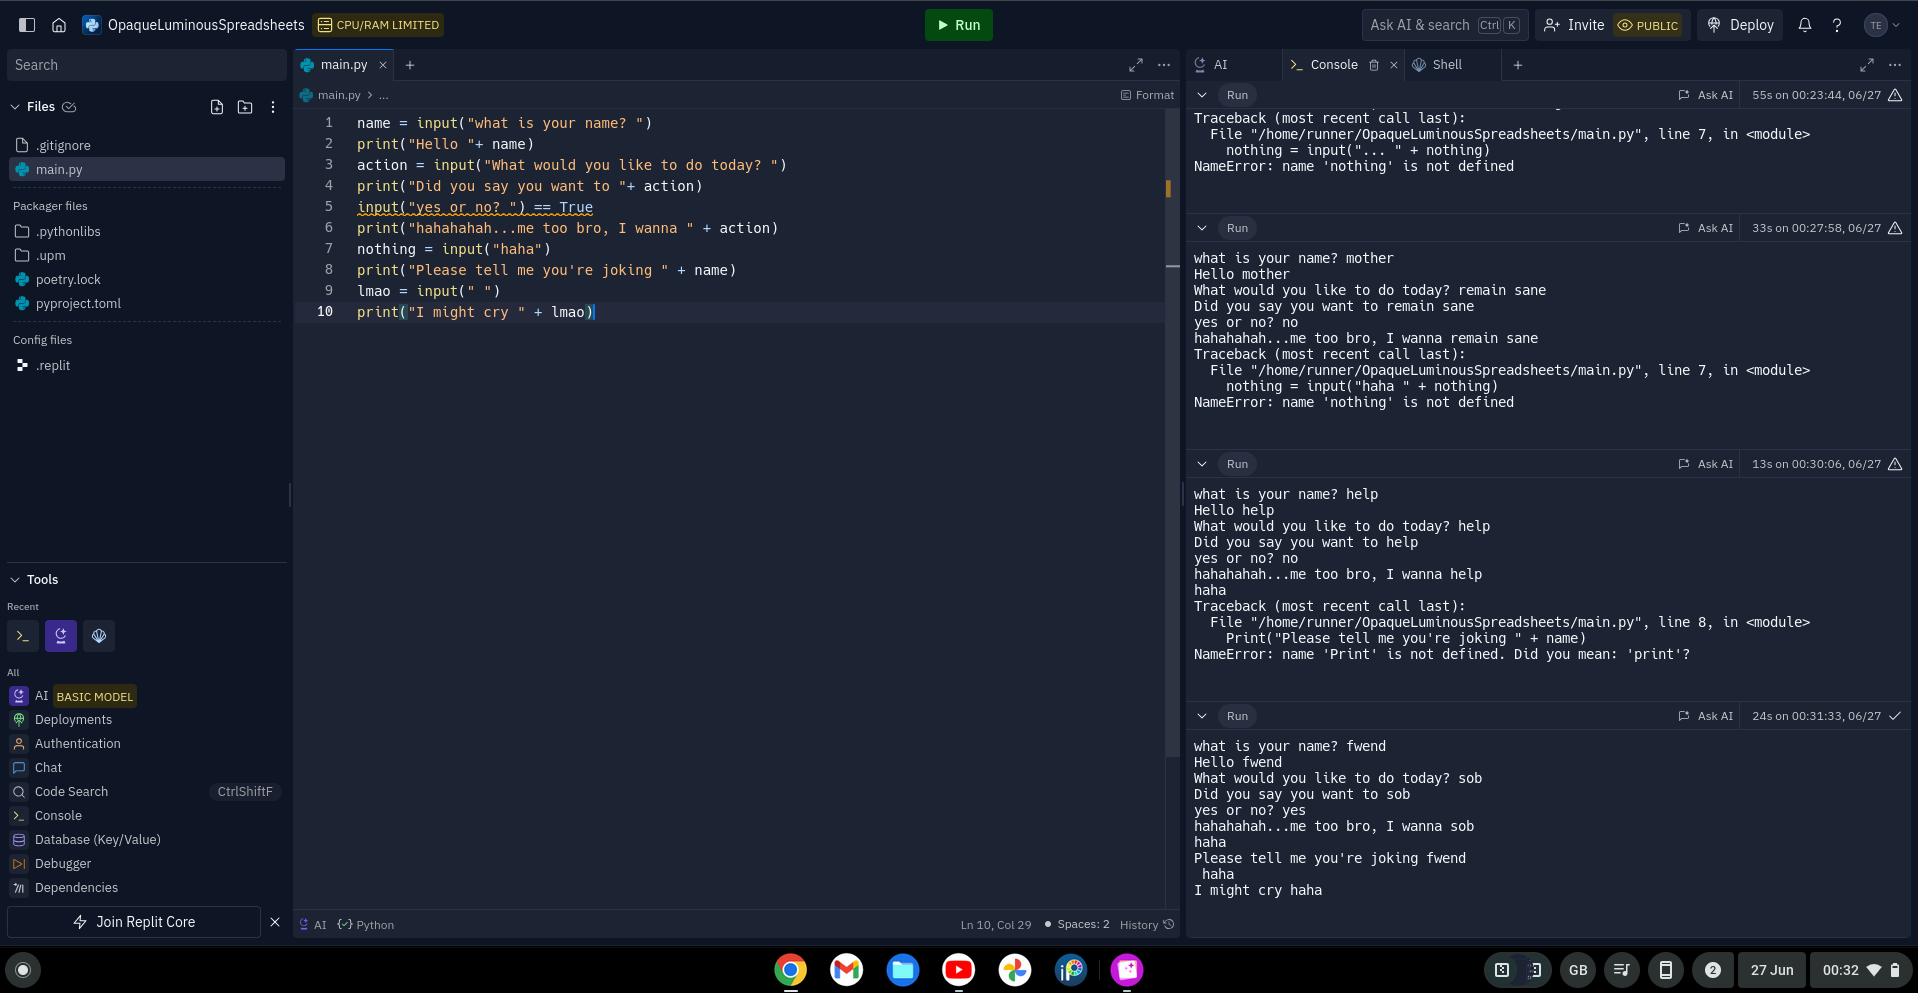 OpaqueLuminousSpreadsheets CPU/RAM LIMITED Run Ask AI & search Ctrl K Invite PUBLIC Deploy TE
Search
Files
.gitignore
main.py
Packager files
.pythonlibs
.upm
poetry.lock
pyproject.toml
Config files
.replit
Tools
Recent
All
AI BASIC MODEL
Deployments
Authentication
Chat
Code Search CtrlShiftF
Console
Database (Key/Value)
Debugger
Dependencies
Join Replit Core
main.py
main.py > ... Format
1 name = input("what is your name? ")
2 print("Hello "+ name)
3 action = input("What would you like to do today? ")
4 print("Did you say you want to "+ action)
5 input("yes or no? ") == True
6 print("hahahahah...me too bro, I wanna " + action)
7 nothing = input("haha")
8 print("Please tell me you're joking " + name)
9 lmao = input(" ")
10 print("I might cry " + lmao)
AI Python Ln 10, Col 29 Spaces: 2 History
AI Console Shell
Run Ask AI 55s on 00:23:44, 06/27
Traceback (most recent call last):
File "/home/runner/OpaqueLuminousSpreadsheets/main.py", line 7, in <module>
nothing = input("... " + nothing)
NameError: name 'nothing' is not defined
Run Ask AI 33s on 00:27:58, 06/27
what is your name? mother
Hello mother
What would you like to do today? remain sane
Did you say you want to remain sane
yes or no? no
hahahahah...me too bro, I wanna remain sane
Traceback (most recent call last):
File "/home/runner/OpaqueLuminousSpreadsheets/main.py", line 7, in <module>
nothing = input("haha " + nothing)
NameError: name 'nothing' is not defined
Run Ask AI 13s on 00:30:06, 06/27
what is your name? help
Hello help
What would you like to do today? help
Did you say you want to help
yes or no? no
hahahahah...me too bro, I wanna help
haha
Traceback (most recent call last):
File "/home/runner/OpaqueLuminousSpreadsheets/main.py", line 8, in <module>
Print("Please tell me you're joking " + name)
NameError: name 'Print' is not defined. Did you mean: 'print'?
Run Ask AI 24s on 00:31:33, 06/27
what is your name? fwend
Hello fwend
What would you like to do today? sob
Did you say you want to sob
yes or no? yes
hahahahah...me too bro, I wanna sob
haha
Please tell me you're joking fwend
haha
I might cry haha
GB 2 27 Jun 00:32